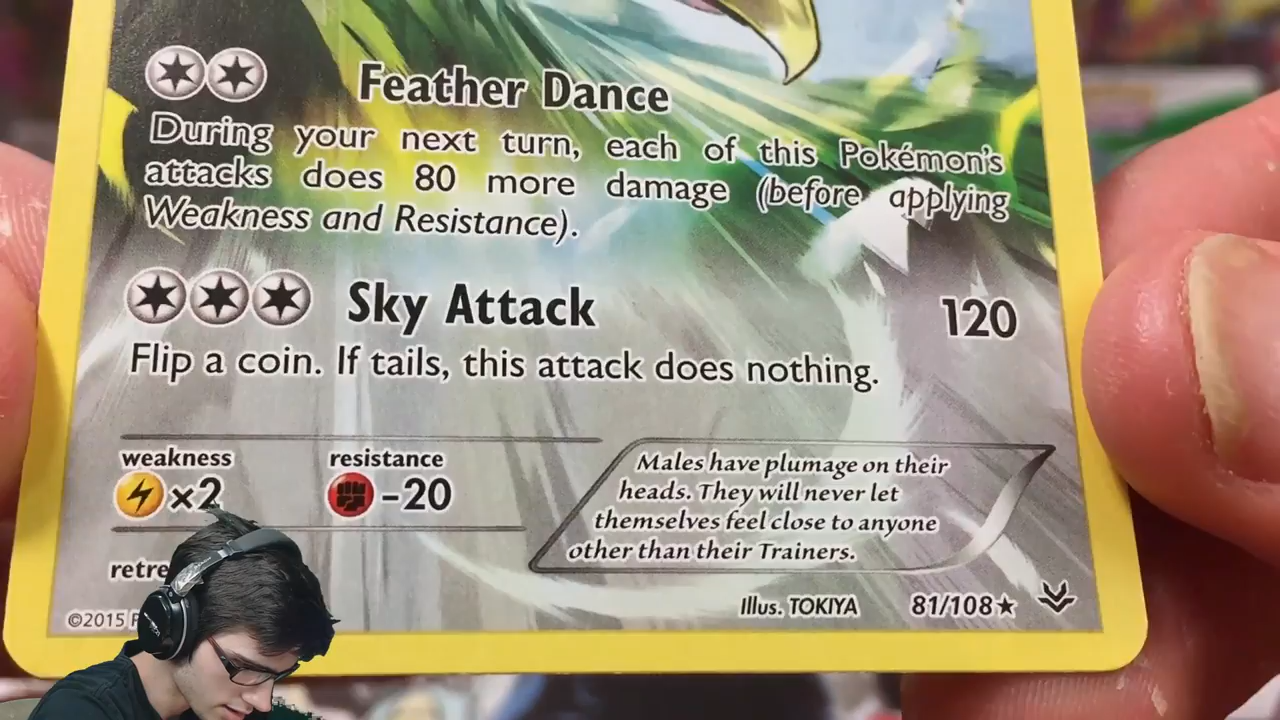 Feather Dance
During your next turn, each of this Pokémon's
attacks does 80 more damage (before applying
Weakness and Resistance).
Sky Attack 120
Flip a coin. If tails, this attack does nothing.
weakness resistance
×2 -20
Males have plumage on their
heads. They will never let
themselves feel close to anyone
other than their Trainers.
Illus. TOKIYA 81/108★
©2015